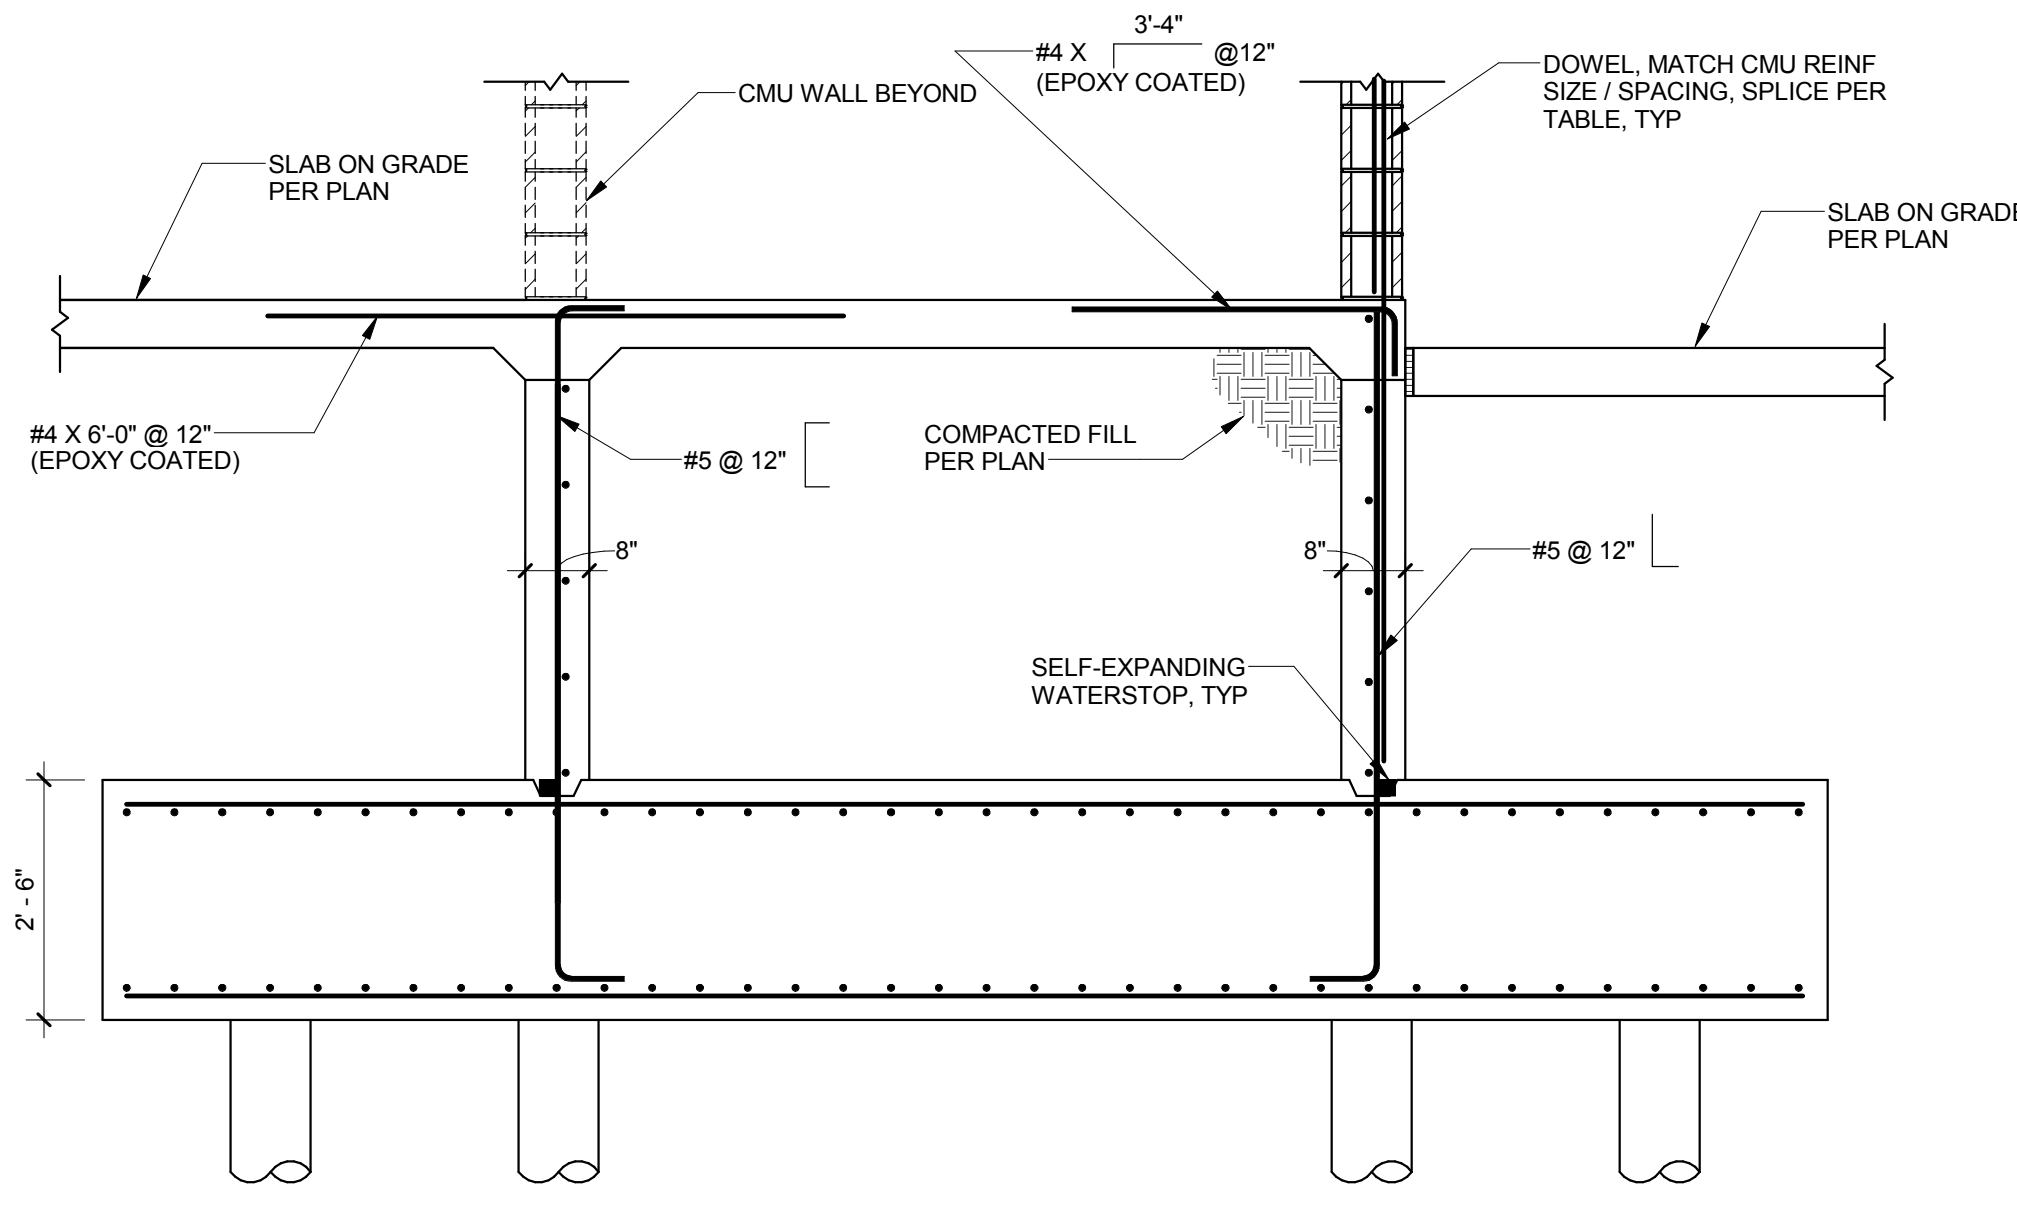 3'-4"
#4 X @12"
(EPOXY COATED)
DOWEL, MATCH CMU REINF
SIZE / SPACING, SPLICE PER
TABLE, TYP
CMU WALL BEYOND
SLAB ON GRADE
PER PLAN
SLAB ON GRADE
PER PLAN
#4 X 6'-0" @ 12"
(EPOXY COATED)
#5 @ 12"
COMPACTED FILL
PER PLAN
8"
8"
#5 @ 12"
SELF-EXPANDING
WATERSTOP, TYP
2' - 6"